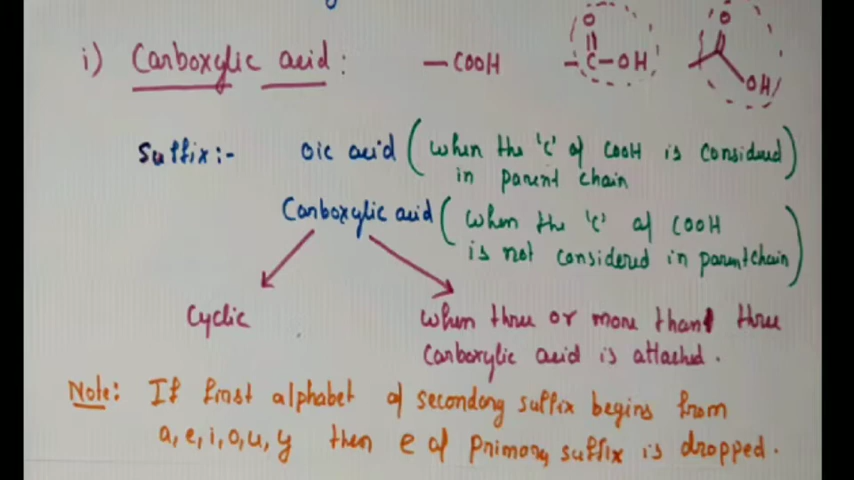 i) Carboxylic acid: —COOH O –C–OH O OH
Suffix:- Oic acid (when the 'C' of COOH is considered
in parent chain)
Carboxylic acid (when the 'C' of COOH
is not considered in parent chain)
Cyclic when three or more than three
Carboxylic acid is attached.
Note: If first alphabet of secondary suffix begins from
a, e, i, o, u, y then e of primary suffix is dropped.